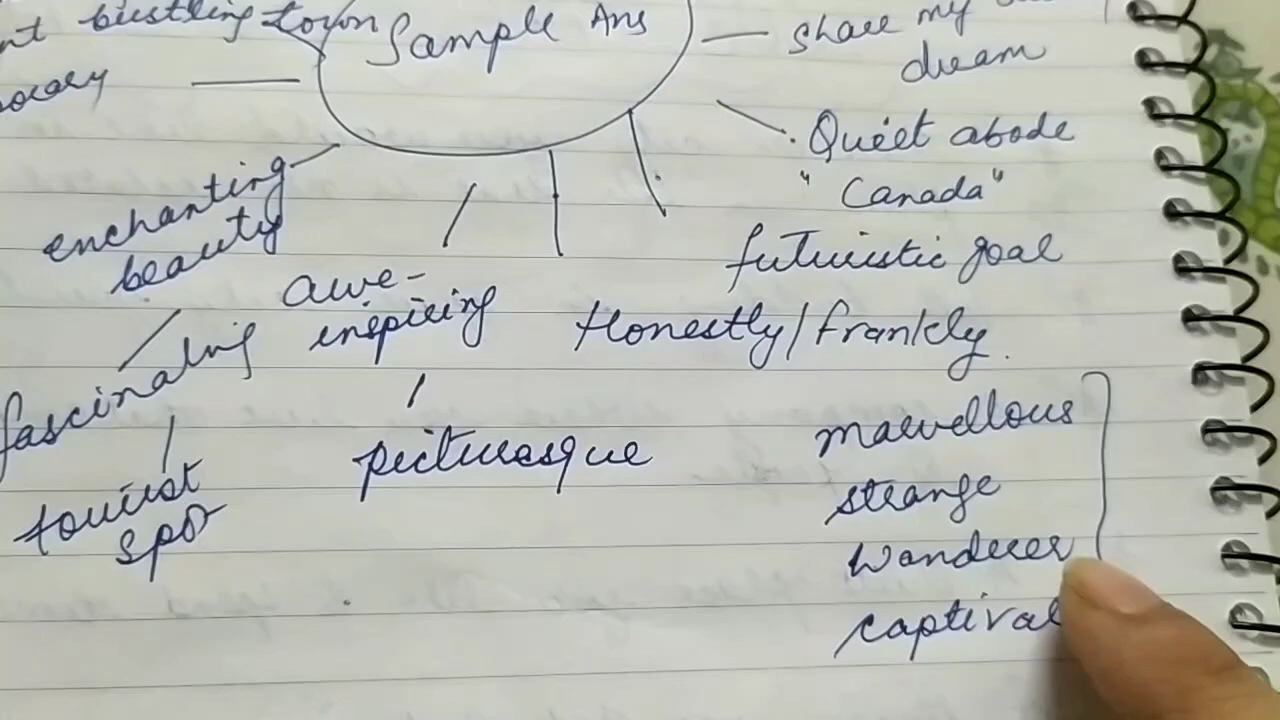 bustling town
Sample Ans
share my
dream
Quiet abode
"Canada"
enchanting
beauty
awe-
inspiring
futuristic goal
Honestly/frankly.
fascinating
picturesque
tourist
spot
marvellous
strange
wanderer